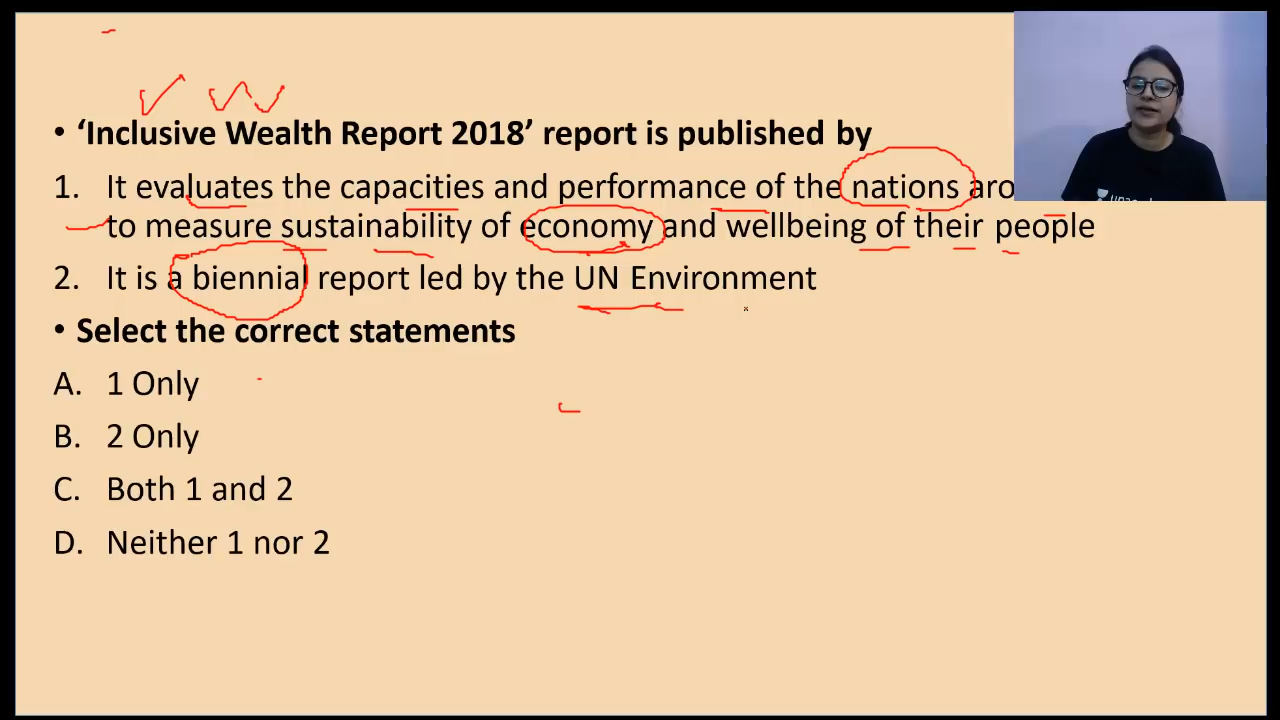 • ‘Inclusive Wealth Report 2018’ report is published by
1. It evaluates the capacities and performance of the nations
to measure sustainability of economy and wellbeing of their people
2. It is a biennial report led by the UN Environment
• Select the correct statements
A. 1 Only
B. 2 Only
C. Both 1 and 2
D. Neither 1 nor 2